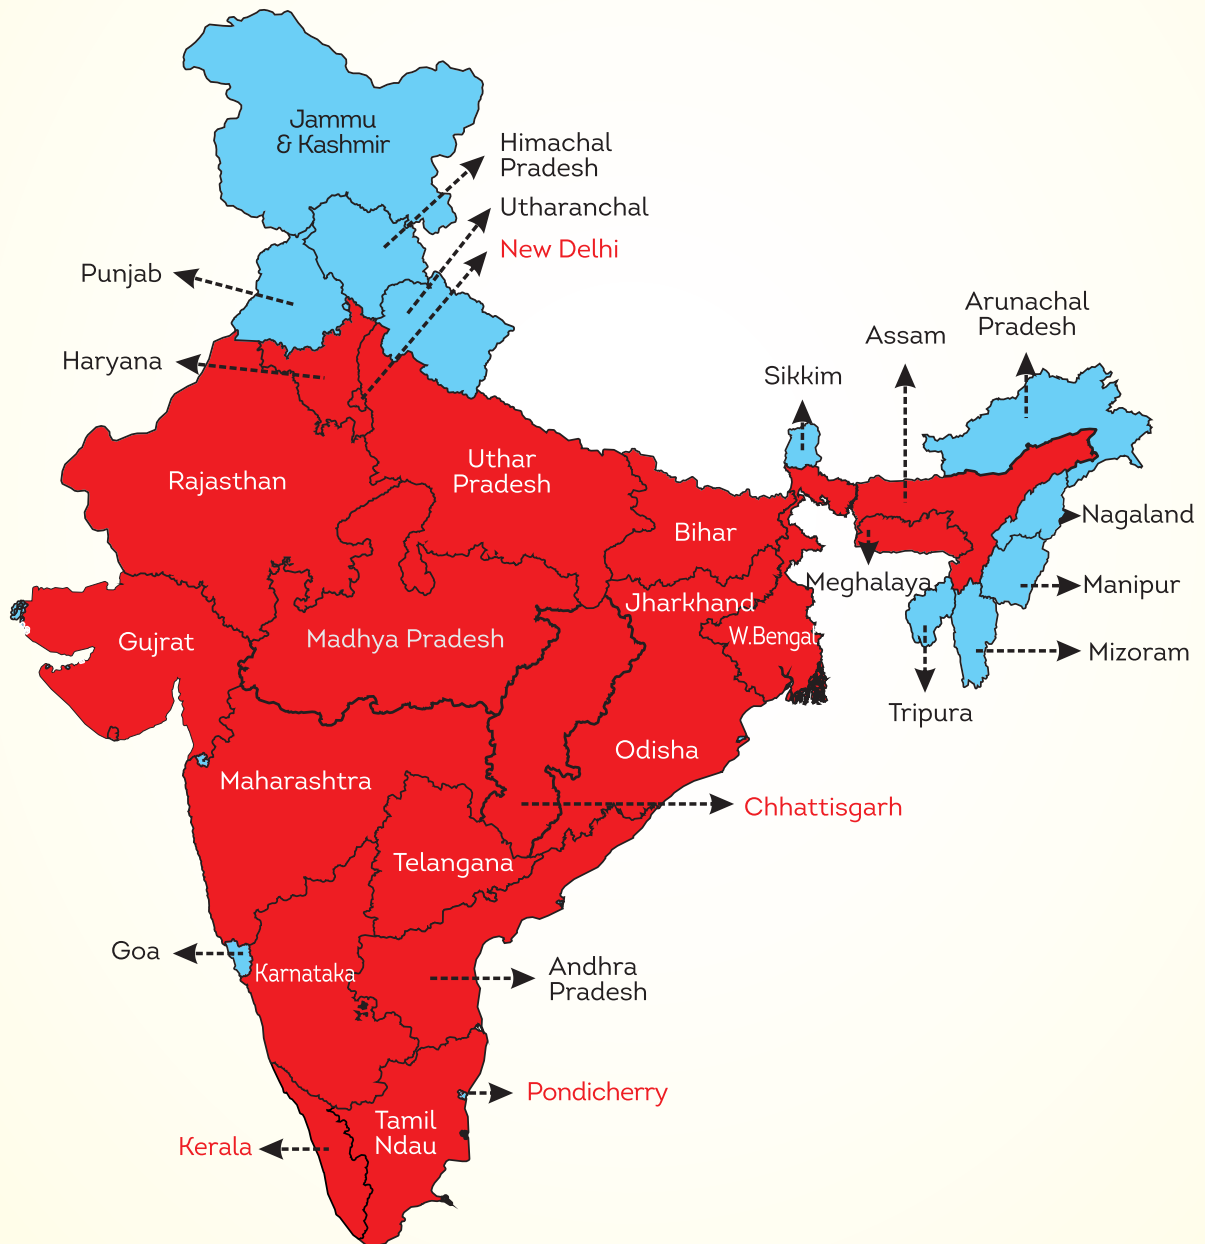 Jammu
& Kashmir
Himachal
Pradesh
Utharanchal
New Delhi
Punjab
Haryana
Arunachal
Pradesh
Assam
Sikkim
Rajasthan
Uthar
Pradesh
Bihar
Nagaland
Meghalaya
Manipur
Jharkhand
Gujrat
Madhya Pradesh
W.Bengal
Mizoram
Tripura
Odisha
Maharashtra
Chhattisgarh
Telangana
Goa
Karnataka
Andhra
Pradesh
Pondicherry
Tamil
Ndau
Kerala